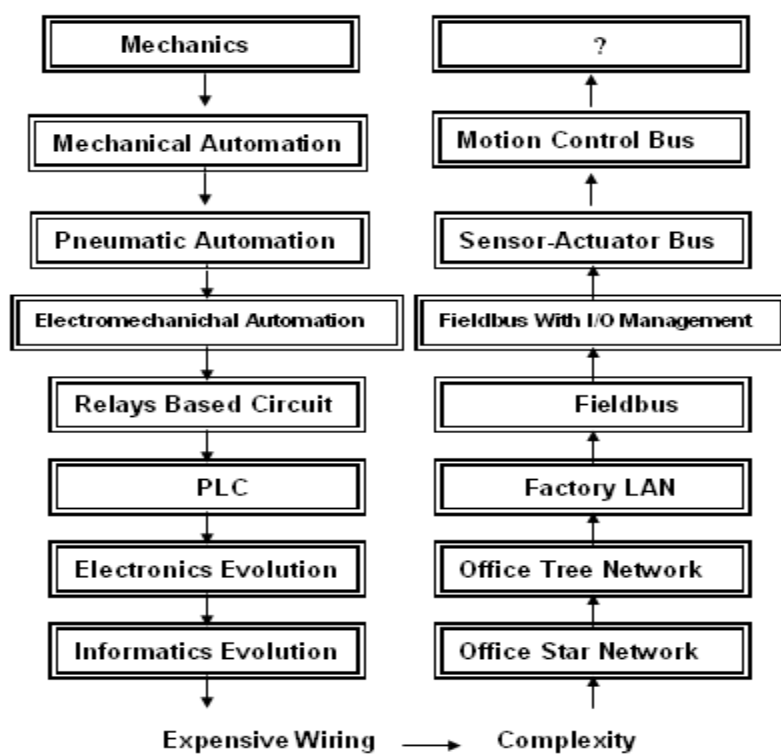 Mechanics
Mechanical Automation
Pneumatic Automation
Electromechanichal Automation
Relays Based Circuit
PLC
Electronics Evolution
Informatics Evolution
Expensive Wiring
Complexity
?
Motion Control Bus
Sensor-Actuator Bus
Fieldbus With I/O Management
Fieldbus
Factory LAN
Office Tree Network
Office Star Network